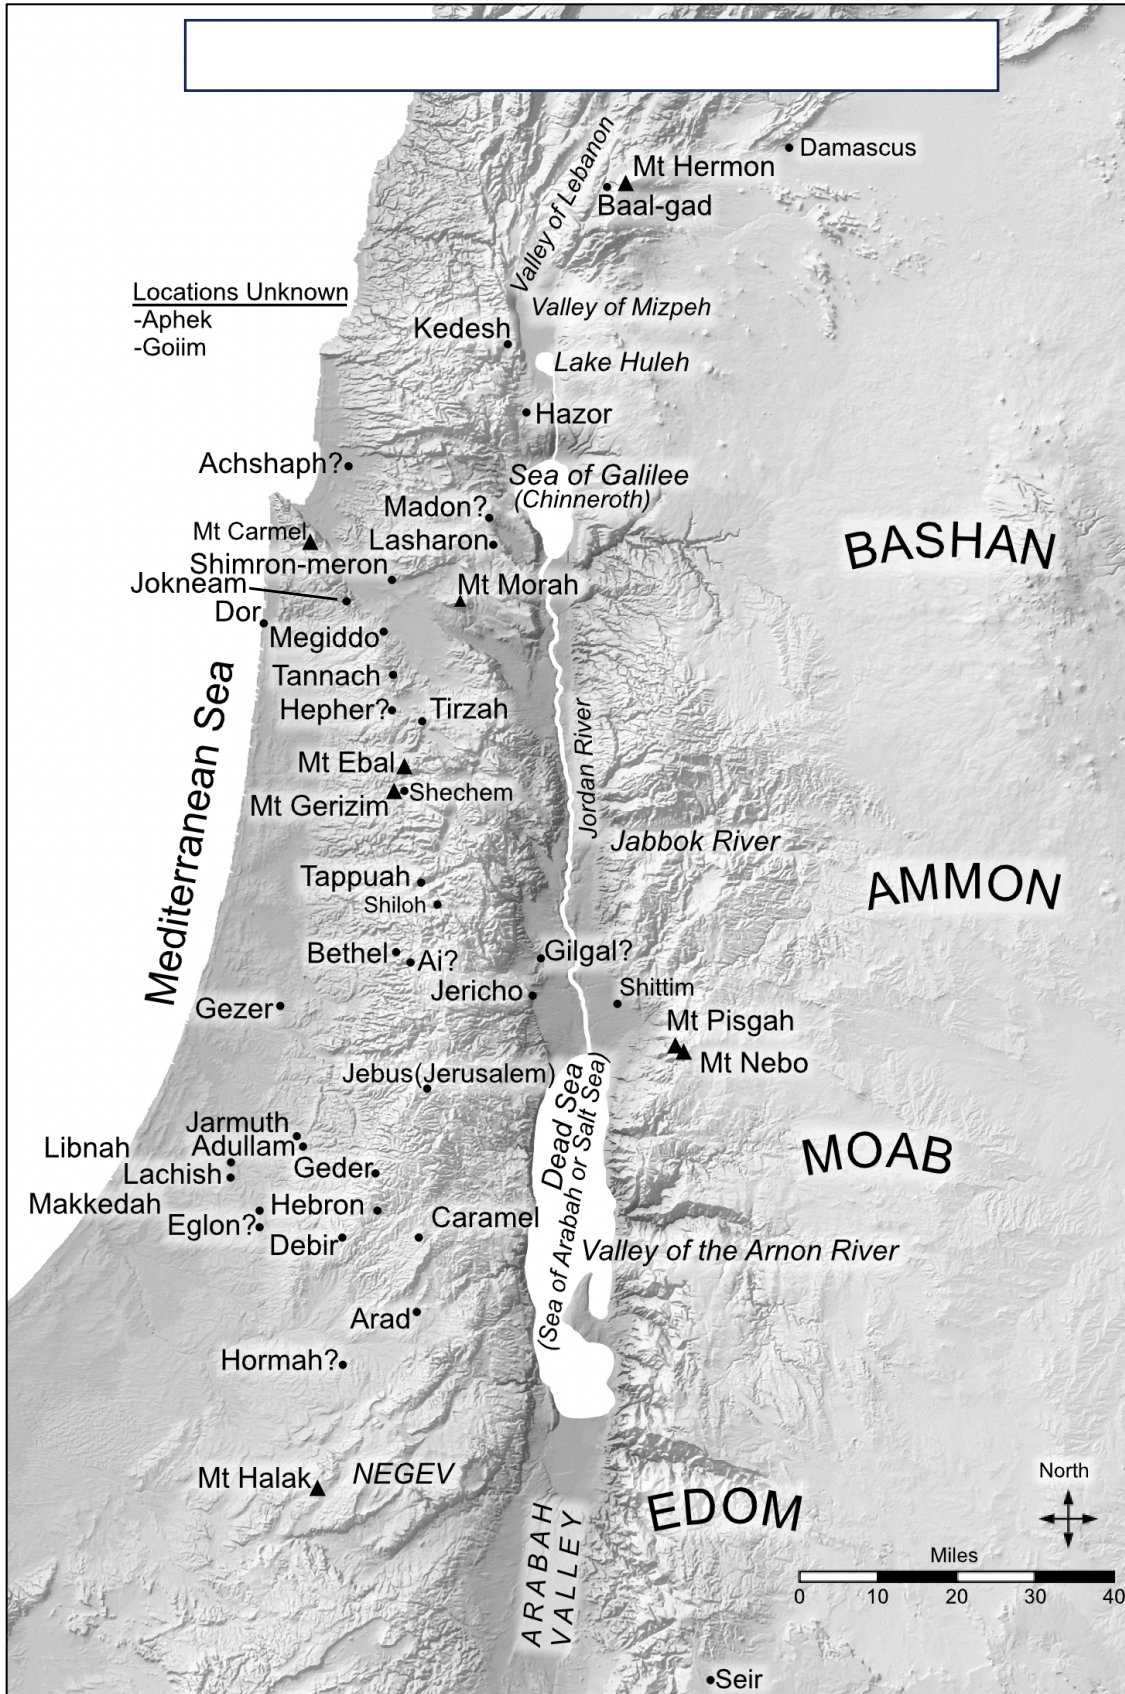 Damascus
Mt Hermon
Baal-gad
Valley of Lebanon
Locations Unknown
-Aphek
-Goiim
Valley of Mizpeh
Kedesh
Lake Huleh
Hazor
Achshaph?
Sea of Galilee
(Chinneroth)
Madon?
Mt Carmel
Lasharon
BASHAN
Shimron-meron
Jokneam
Mt Morah
Dor
Megiddo
Mediterranean Sea
Tannach
Hepher?
Tirzah
Jordan River
Mt Ebal
Shechem
Mt Gerizim
Jabbok River
Tappuah
AMMON
Shiloh
Bethel
Ai?
Gilgal?
Jericho
Shittim
Gezer
Mt Pisgah
Mt Nebo
Jebus(Jerusalem)
Dead Sea
(Sea of Arabah or Salt Sea)
Jarmuth
Libnah
Adullam
MOAB
Lachish
Geder
Makkedah
Hebron
Caramel
Eglon?
Debir
Valley of the Arnon River
Arad
Hormah?
Mt Halak
NEGEV
North
EDOM
ARABAH
VALLEY
Miles
0 10 20 30 40
Seir